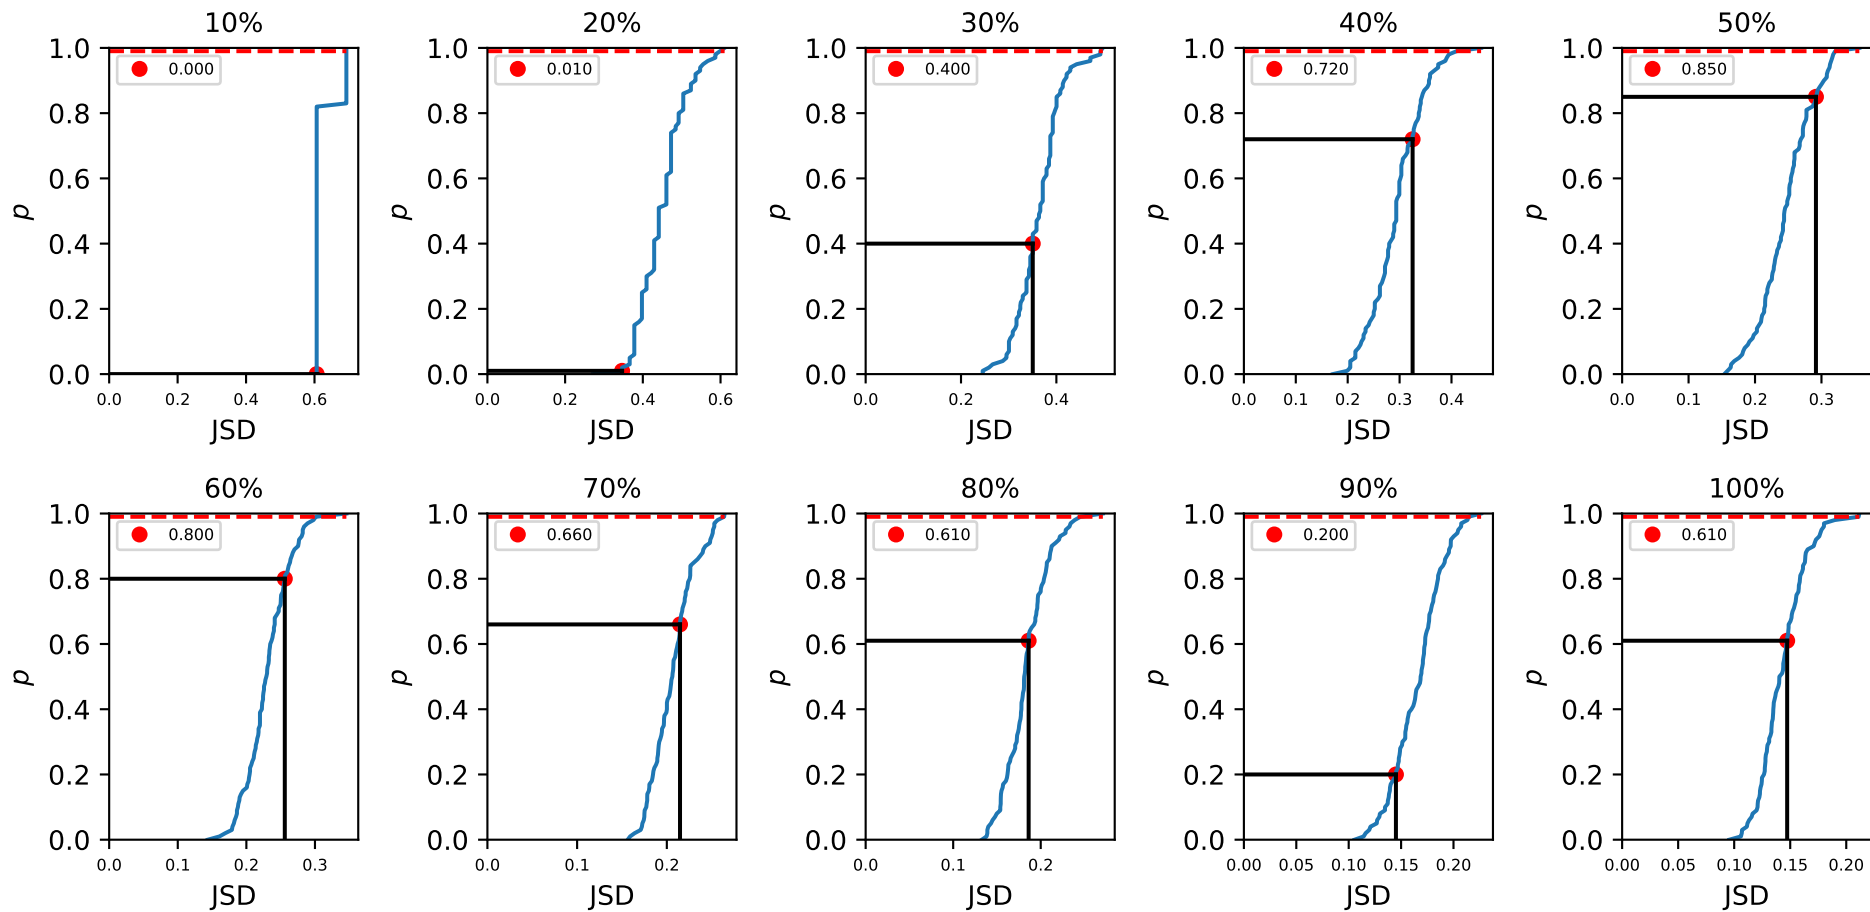 10% 20% 30% 40% 50%
1.0 0.8 0.6 0.4 0.2 0.0 p 0.000 0.0 0.2 0.4 0.6 JSD
1.0 0.8 0.6 0.4 0.2 0.0 p 0.010 0.0 0.2 0.4 0.6 JSD
1.0 0.8 0.6 0.4 0.2 0.0 p 0.400 0.0 0.2 0.4 JSD
1.0 0.8 0.6 0.4 0.2 0.0 p 0.720 0.0 0.1 0.2 0.3 0.4 JSD
1.0 0.8 0.6 0.4 0.2 0.0 p 0.850 0.0 0.1 0.2 0.3 JSD
60% 70% 80% 90% 100%
1.0 0.8 0.6 0.4 0.2 0.0 p 0.800 0.0 0.1 0.2 0.3 JSD
1.0 0.8 0.6 0.4 0.2 0.0 p 0.660 0.0 0.1 0.2 JSD
1.0 0.8 0.6 0.4 0.2 0.0 p 0.610 0.0 0.1 0.2 JSD
1.0 0.8 0.6 0.4 0.2 0.0 p 0.200 0.00 0.05 0.10 0.15 0.20 JSD
1.0 0.8 0.6 0.4 0.2 0.0 p 0.610 0.00 0.05 0.10 0.15 0.20 JSD